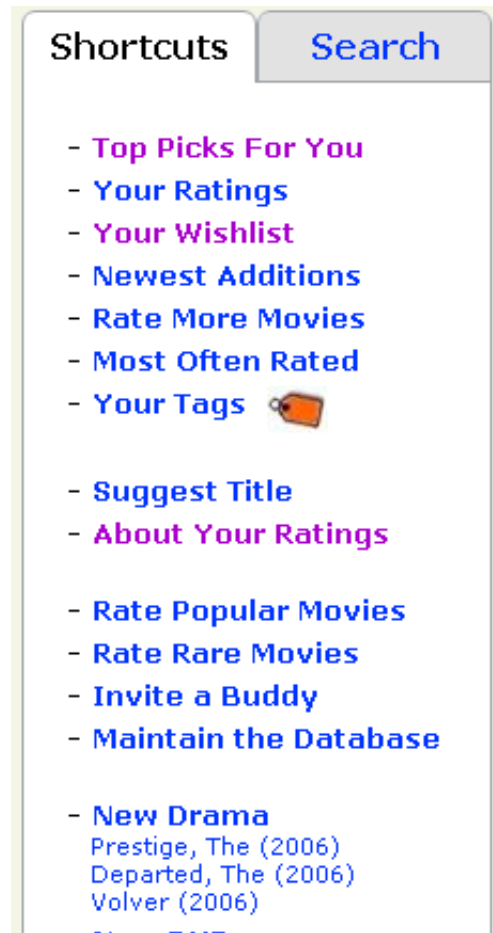 Shortcuts Search
- Top Picks For You
- Your Ratings
- Your Wishlist
- Newest Additions
- Rate More Movies
- Most Often Rated
- Your Tags
- Suggest Title
- About Your Ratings
- Rate Popular Movies
- Rate Rare Movies
- Invite a Buddy
- Maintain the Database
- New Drama
Prestige, The (2006)
Departed, The (2006)
Volver (2006)